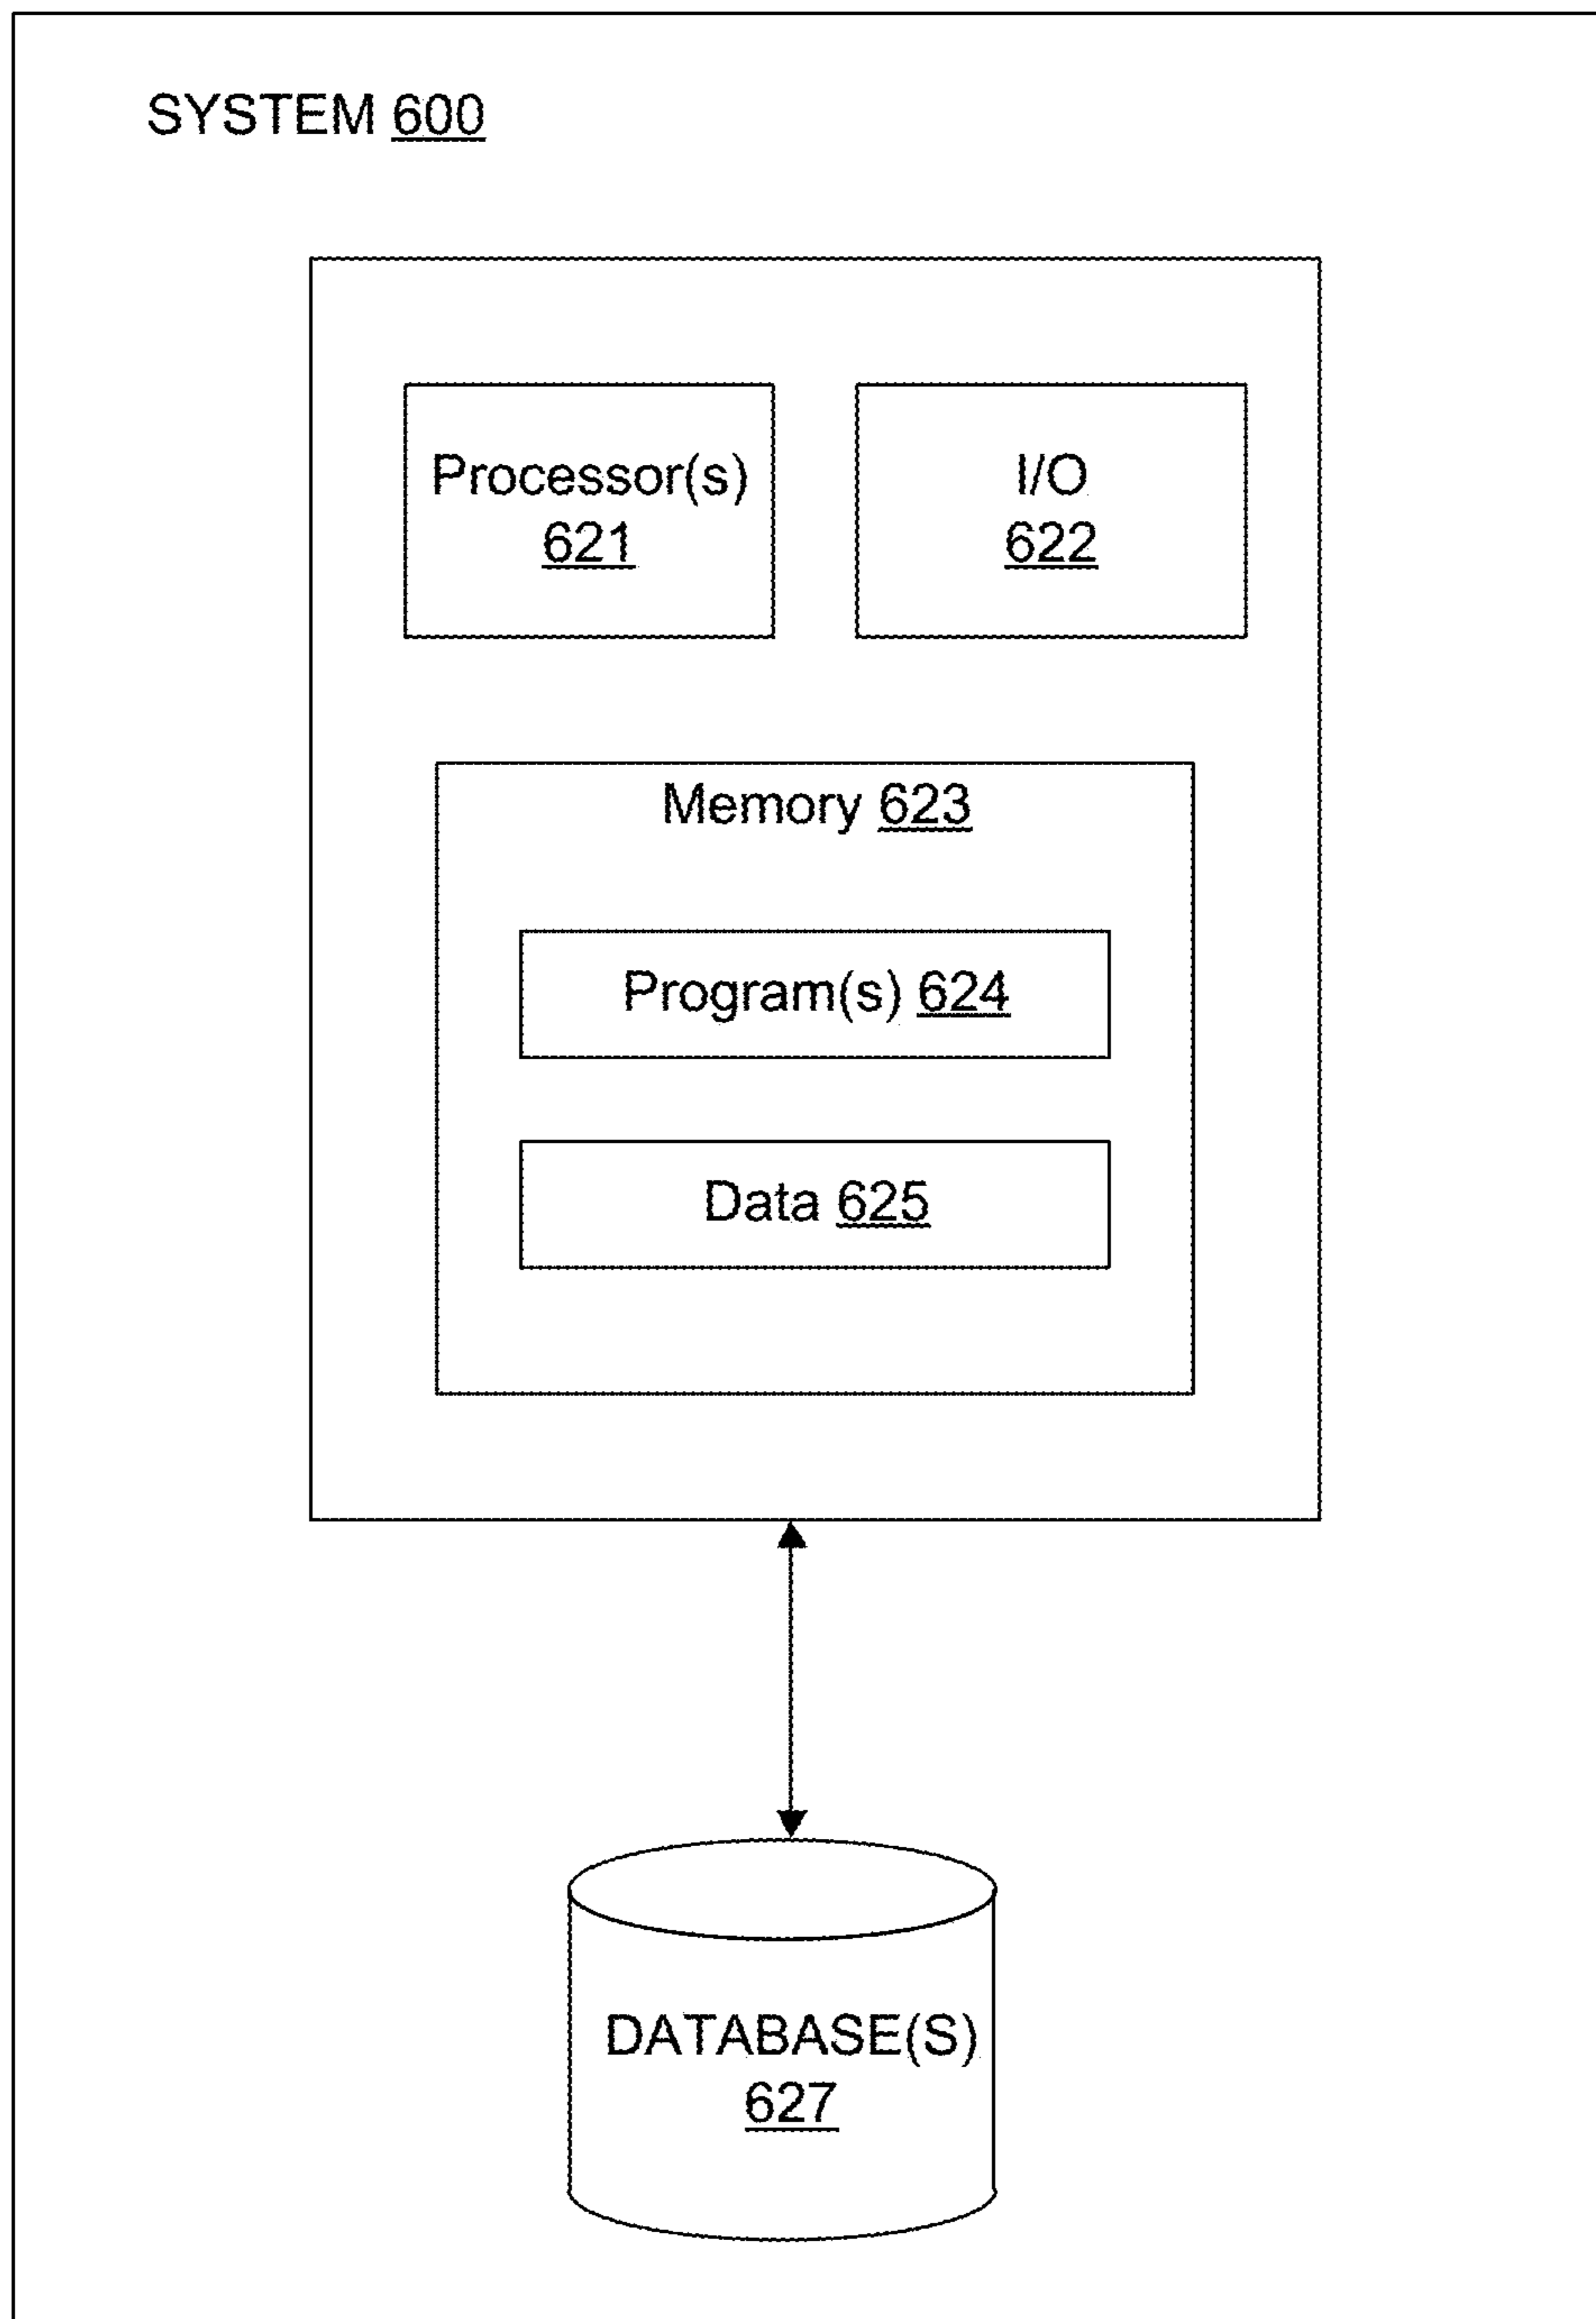 SYSTEM 600
Processor(s)
621
I/O
622
Memory 623
Program(s) 624
Data 625
DATABASE(S)
627